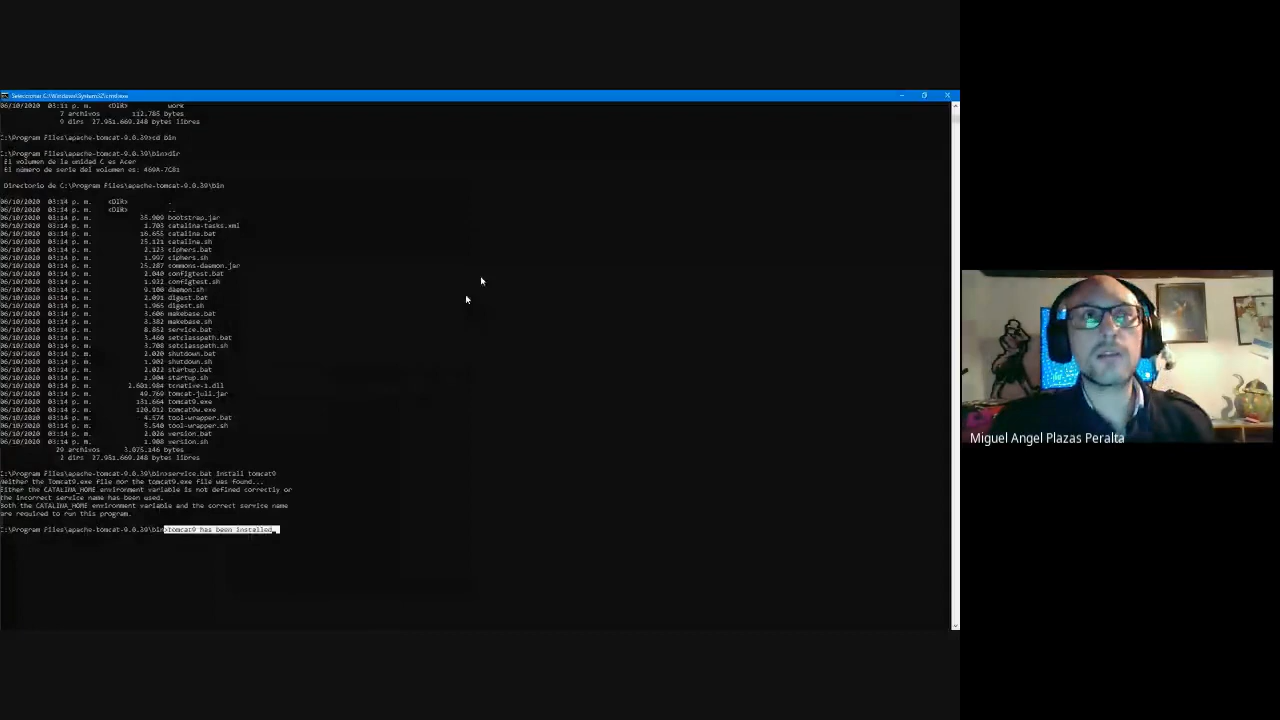 Seleccionar C:\Windows\System32\cmd.exe
06/10/2020  03:11 p. m.    <DIR>          work
7 archivos        112.785 bytes
9 dirs  27.951.669.248 bytes libres
C:\Program Files\apache-tomcat-9.0.39>cd bin
C:\Program Files\apache-tomcat-9.0.39\bin>dir
El volumen de la unidad C es Acer
El número de serie del volumen es: 469A-7C81
Directorio de C:\Program Files\apache-tomcat-9.0.39\bin
06/10/2020  03:14 p. m.    <DIR>          .
06/10/2020  03:14 p. m.    <DIR>          ..
06/10/2020  03:14 p. m.            35.909 bootstrap.jar
06/10/2020  03:14 p. m.             1.703 catalina-tasks.xml
06/10/2020  03:14 p. m.            16.655 catalina.bat
06/10/2020  03:14 p. m.            25.121 catalina.sh
06/10/2020  03:14 p. m.             2.123 ciphers.bat
06/10/2020  03:14 p. m.             1.997 ciphers.sh
06/10/2020  03:14 p. m.            25.287 commons-daemon.jar
06/10/2020  03:14 p. m.             2.040 configtest.bat
06/10/2020  03:14 p. m.             1.922 configtest.sh
06/10/2020  03:14 p. m.             9.100 daemon.sh
06/10/2020  03:14 p. m.             2.091 digest.bat
06/10/2020  03:14 p. m.             1.965 digest.sh
06/10/2020  03:14 p. m.             3.606 makebase.bat
06/10/2020  03:14 p. m.             3.382 makebase.sh
06/10/2020  03:14 p. m.             8.852 service.bat
06/10/2020  03:14 p. m.             3.460 setclasspath.bat
06/10/2020  03:14 p. m.             3.708 setclasspath.sh
06/10/2020  03:14 p. m.             2.020 shutdown.bat
06/10/2020  03:14 p. m.             1.902 shutdown.sh
06/10/2020  03:14 p. m.             2.022 startup.bat
06/10/2020  03:14 p. m.             1.904 startup.sh
06/10/2020  03:14 p. m.         2.601.984 tcnative-1.dll
06/10/2020  03:14 p. m.            49.769 tomcat-juli.jar
06/10/2020  03:14 p. m.           131.664 tomcat9.exe
06/10/2020  03:14 p. m.           120.912 tomcat9w.exe
06/10/2020  03:14 p. m.             4.574 tool-wrapper.bat
06/10/2020  03:14 p. m.             5.540 tool-wrapper.sh
06/10/2020  03:14 p. m.             2.026 version.bat
06/10/2020  03:14 p. m.             1.908 version.sh
29 archivos      3.075.146 bytes
2 dirs  27.951.669.248 bytes libres
C:\Program Files\apache-tomcat-9.0.39\bin>service.bat install tomcat9
Neither the Tomcat9.exe file nor the tomcat9.exe file was found...
Either the CATALINA_HOME environment variable is not defined correctly or
the incorrect service name has been used.
Both the CATALINA_HOME environment variable and the correct service name
are required to run this program.
C:\Program Files\apache-tomcat-9.0.39\bin>tomcat9 has been installed_
Miguel Angel Plazas Peralta